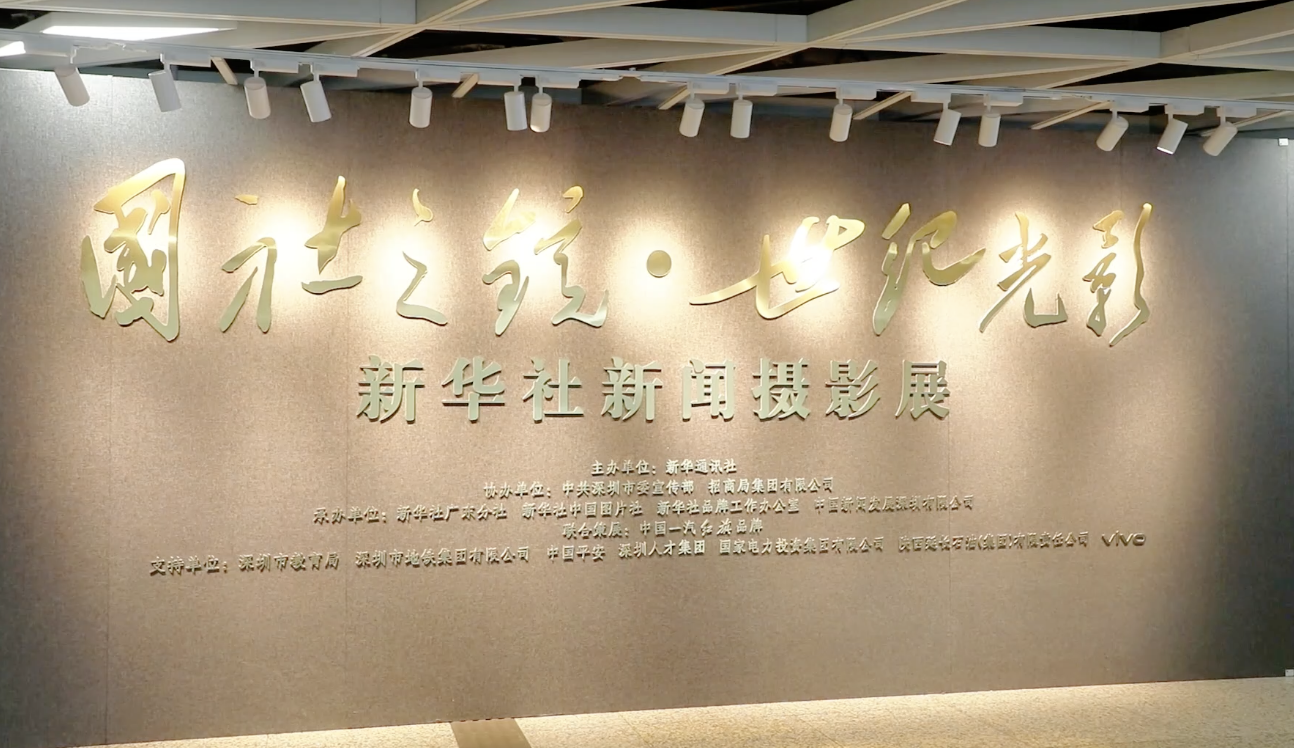 國社之鏡·世纪光影
新华社新闻摄影展
主办单位：新华通讯社
协办单位：中共深圳市委宣传部 招商局集团有限公司
承办单位：新华社广东分社 新华社中国图片社 新华社品牌工作办公室 中国新闻发展深圳有限公司
联合集展：中国一汽红旗品牌
支持单位：深圳市教育局 深圳市地铁集团有限公司 中国平安 深圳人才集团 国家电力投资集团有限公司 陕西延长石油(集团)有限责任公司 vivo